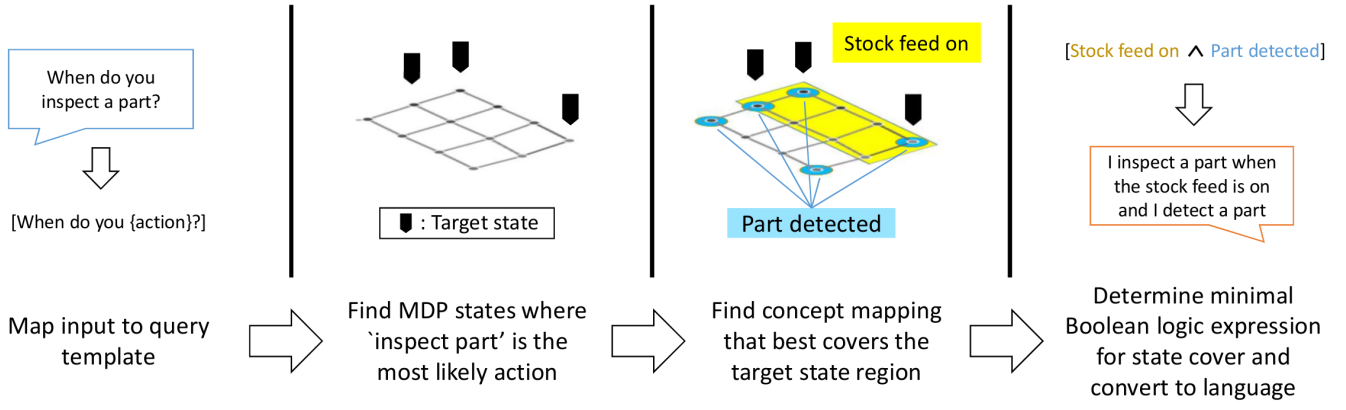 When do you
inspect a part?
[When do you {action}?]
Map input to query
template
: Target state
Find MDP states where
`inspect part’ is the
most likely action
Stock feed on
Part detected
Find concept mapping
that best covers the
target state region
[Stock feed on ∧ Part detected]
I inspect a part when
the stock feed is on
and I detect a part
Determine minimal
Boolean logic expression
for state cover and
convert to language